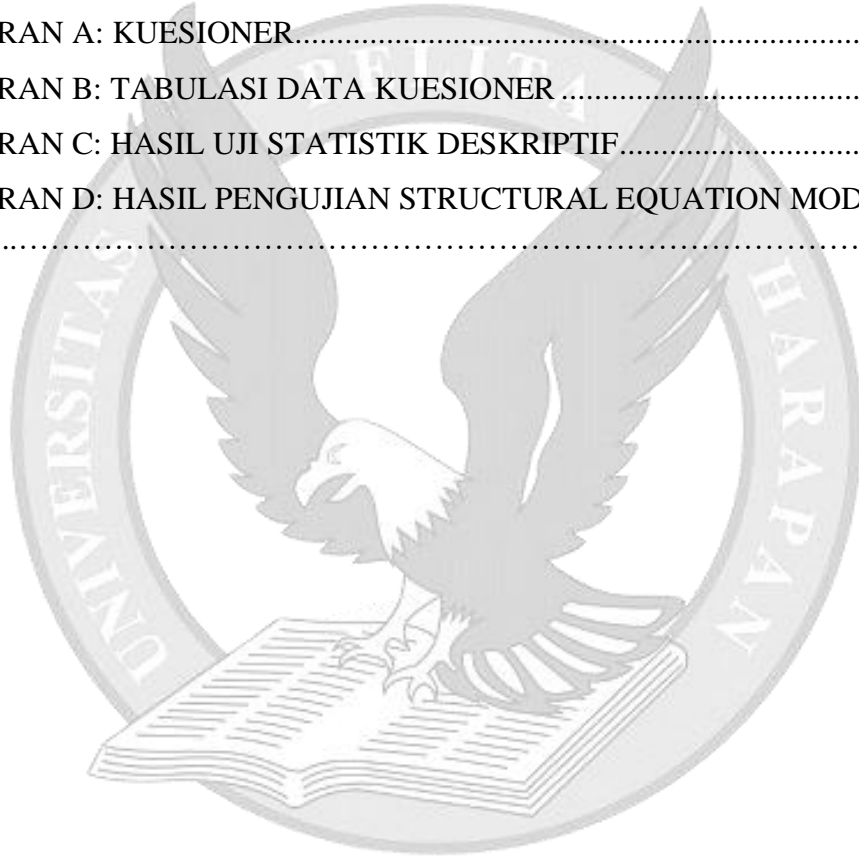 RAN A: KUESIONER................................................................
RAN B: TABULASI DATA KUESIONER ..................................
RAN C: HASIL UJI STATISTIK DESKRIPTIF...........................
RAN D: HASIL PENGUJIAN STRUCTURAL EQUATION MOD
..……………………………………………………………………
UNIVERSITAS PELITA HARAPAN